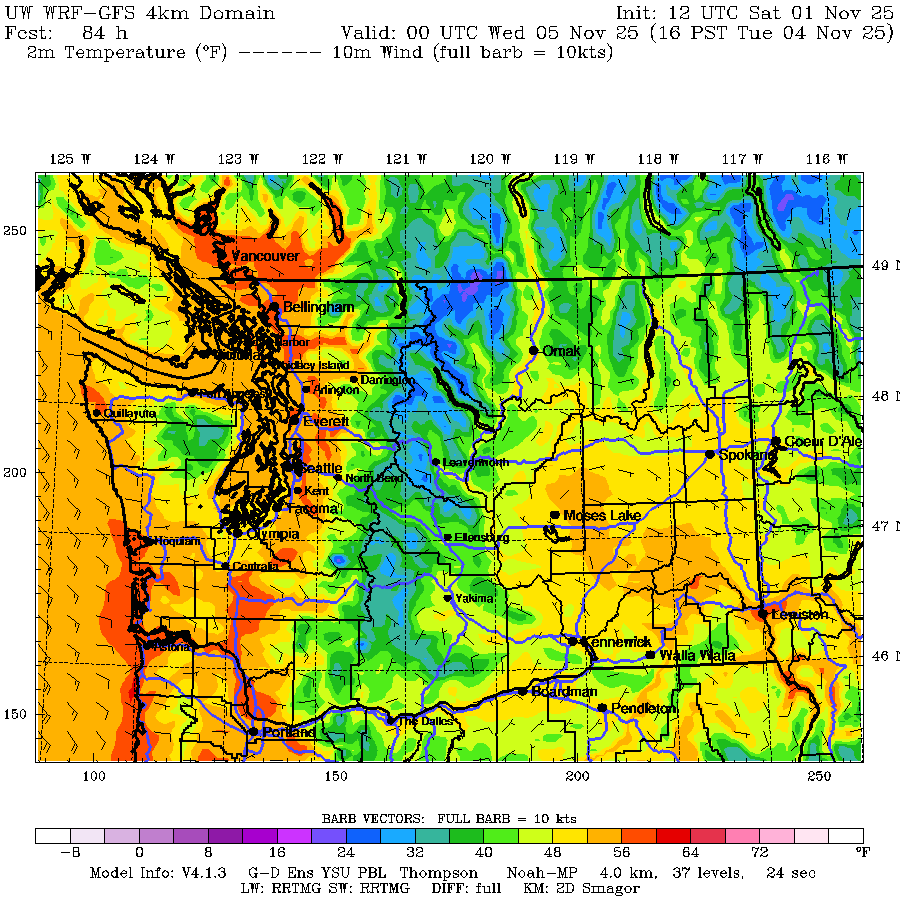 UW WRF-GFS 4km Domain Init: 12 UTC Sat 01 Nov 25
Fcst: 84 h Valid: 00 UTC Wed 05 Nov 25 (16 PST Tue 04 Nov 25)
2m Temperature (°F) ------ 10m Wind (full barb = 10kts)
125 W 124 W 123 W 122 W 121 W 120 W 119 W 118 W 117 W 116 W
250
Vancouver
49 N
Bellingham
Harbor
Omak
Island
Darrington
Arlington
48 N
Quillayute
Everett
Coeur D'Ale
Spokane
Leavenworth
200
Seattle
North Bend
Kent
Tacoma
Moses Lake
47 N
Olympia
Hoquiam
Ellensburg
Centralia
Yakima
Lewiston
Kennewick
Astoria
Walla Walla
46 N
Boardman
Pendleton
150
The Dalles
Portland
100 150 200 250
BARB VECTORS: FULL BARB = 10 kts
-8 0 8 16 24 32 40 48 56 64 72 °F
Model Info: V4.1.3 G-D Ens YSU PBL Thompson Noah-MP 4.0 km, 37 levels, 24 sec
LW: RRTMG SW: RRTMG DIFF: full KM: 2D Smagor